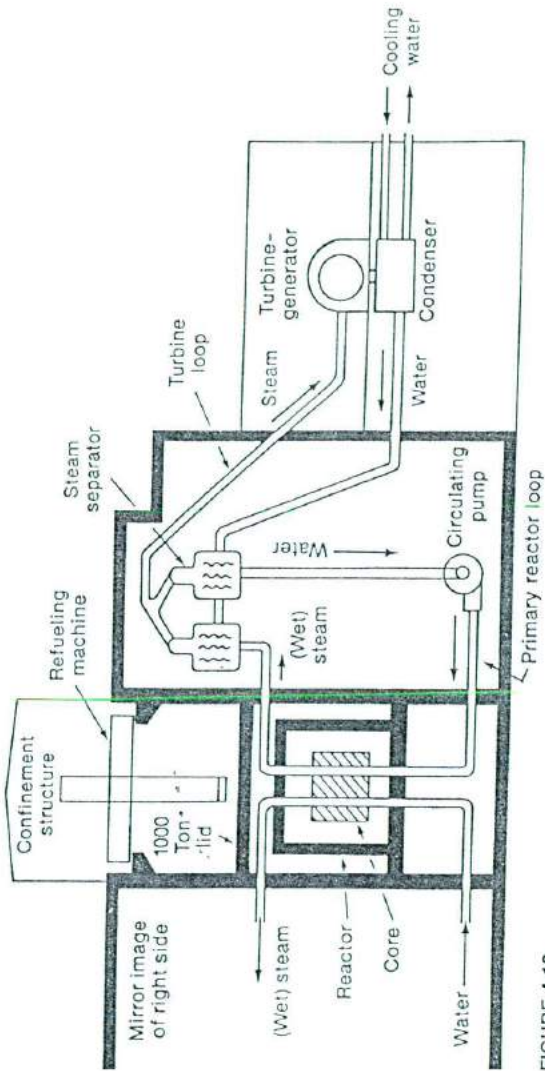 Confinement
structure
Refueling
machine
Steam
separator
Turbine
loop
Steam
Turbine-
generator
Cooling
water
Mirror image
of right side
1000
Ton
lid
(Wet) steam
(Wet)
steam
Water
Water
Condenser
Reactor
Core
Water
Circulating
pump
Primary reactor loop